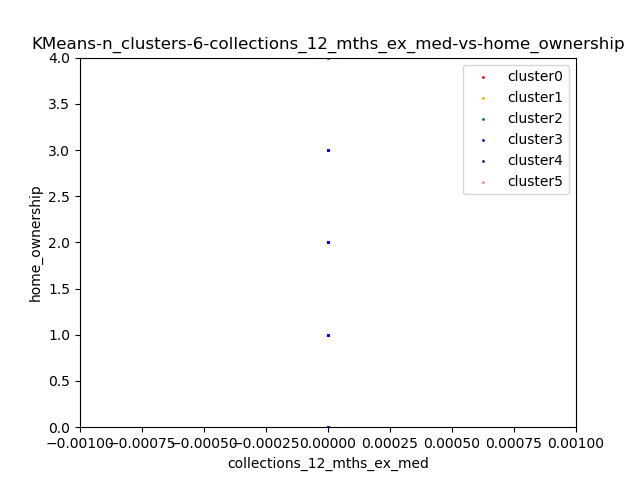 KMeans-n_clusters-6-collections_12_mths_ex_med-vs-home_ownership
4.0
3.5
3.0
2.5
2.0
1.5
1.0
0.5
0.0
home_ownership
cluster0
cluster1
cluster2
cluster3
cluster4
cluster5
−0.00100 −0.00075 −0.00050 −0.00025 0.00000 0.00025 0.00050 0.00075 0.00100
collections_12_mths_ex_med